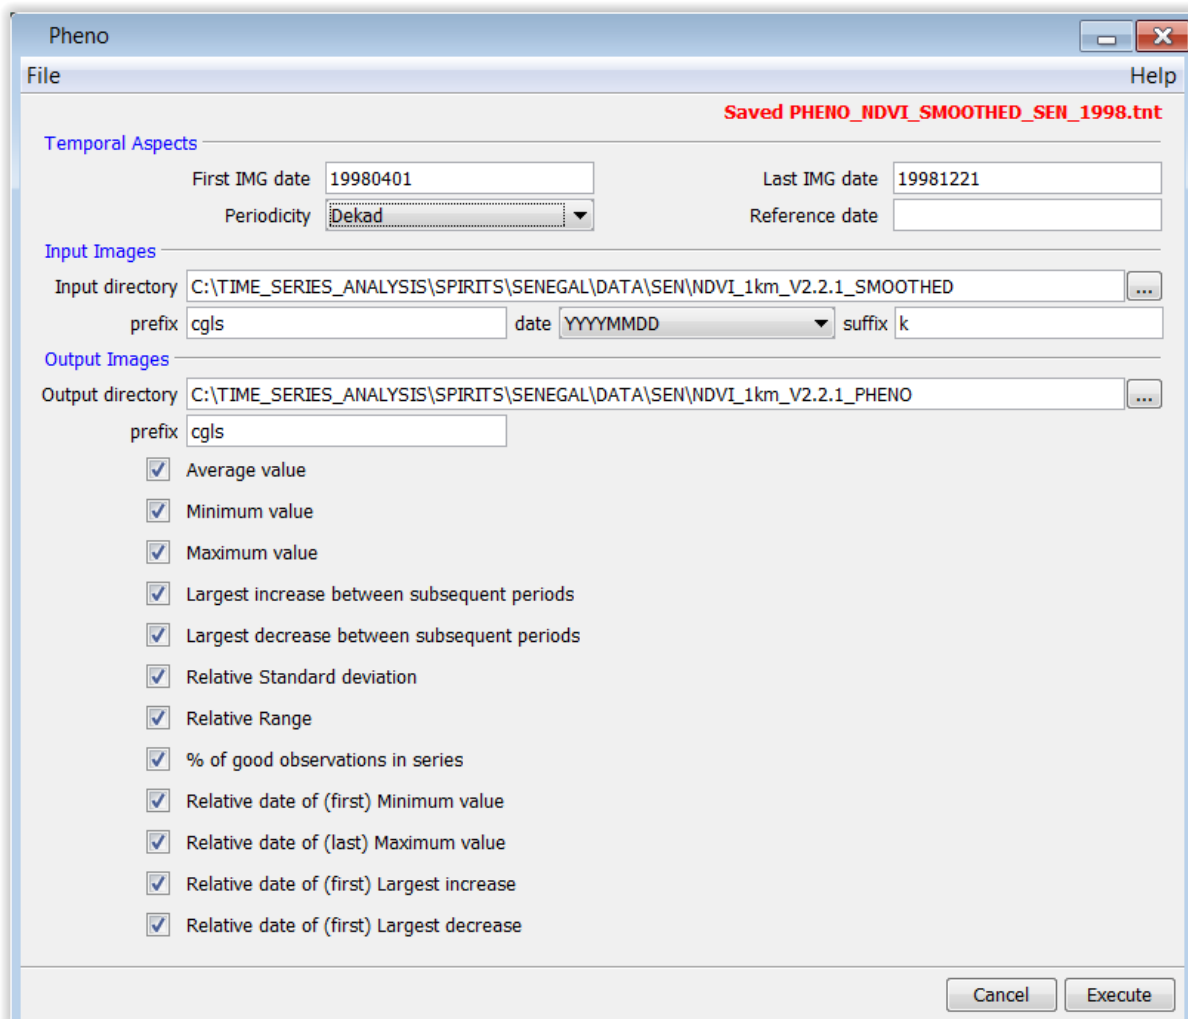 Pheno
File Help
Saved PHENO_NDVI_SMOOTHED_SEN_1998.tnt
Temporal Aspects
First IMG date 19980401 Last IMG date 19981221
Periodicity Dekad Reference date
Input Images
Input directory C:\TIME_SERIES_ANALYSIS\SPIRITS\SENEGAL\DATA\SEN\NDVI_1km_V2.2.1_SMOOTHED ...
prefix cgls date YYYYMMDD suffix k
Output Images
Output directory C:\TIME_SERIES_ANALYSIS\SPIRITS\SENEGAL\DATA\SEN\NDVI_1km_V2.2.1_PHENO ...
prefix cgls
Average value
Minimum value
Maximum value
Largest increase between subsequent periods
Largest decrease between subsequent periods
Relative Standard deviation
Relative Range
% of good observations in series
Relative date of (first) Minimum value
Relative date of (last) Maximum value
Relative date of (first) Largest increase
Relative date of (first) Largest decrease
Cancel Execute